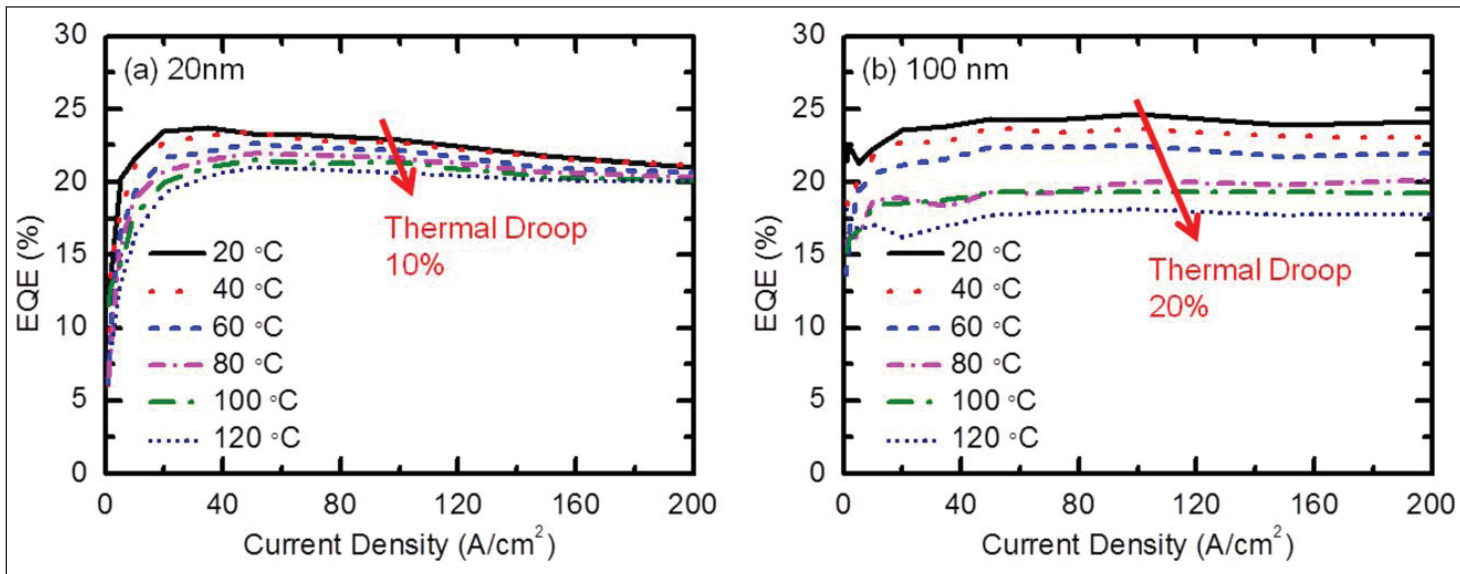 (a) 20nm
EQE (%)
30
25
20
15
10
5
0
Thermal Droop
10%
20 °C
40 °C
60 °C
80 °C
100 °C
120 °C
0 40 80 120 160 200
Current Density (A/cm²)
(b) 100 nm
EQE (%)
30
25
20
15
10
5
0
Thermal Droop
20%
20 °C
40 °C
60 °C
80 °C
100 °C
120 °C
0 40 80 120 160 200
Current Density (A/cm²)